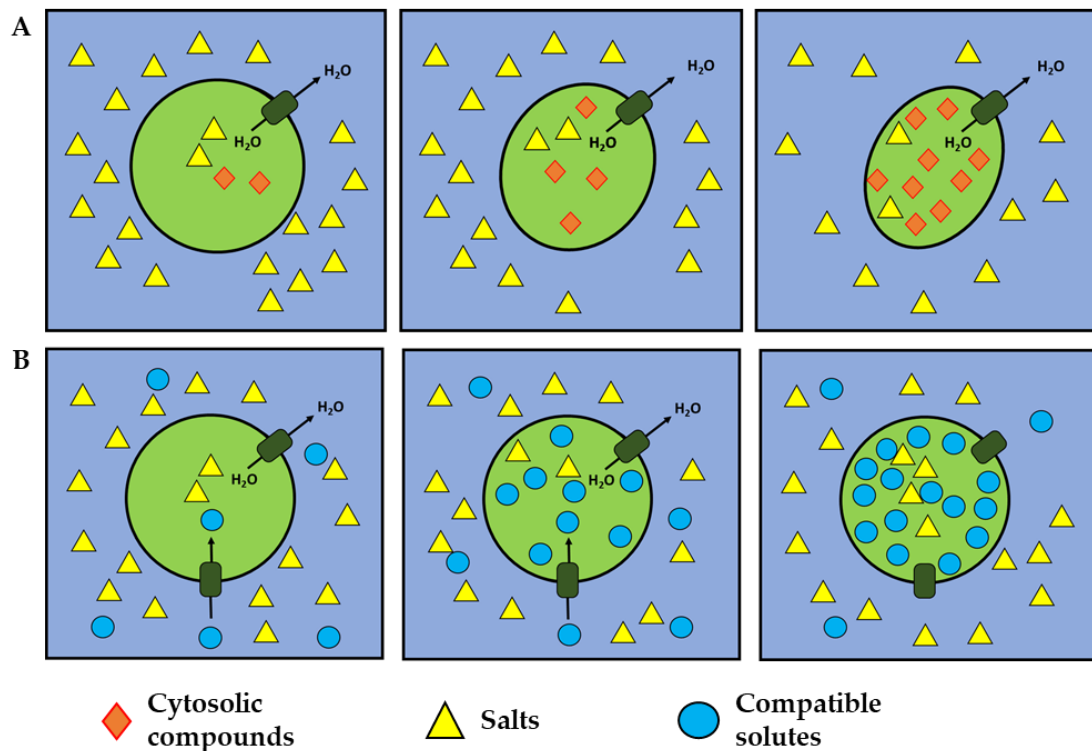 A
H2O
H2O
H2O
H2O
H2O
H2O
B
H2O
H2O
H2O
H2O
Cytosolic
compounds
Salts
Compatible
solutes